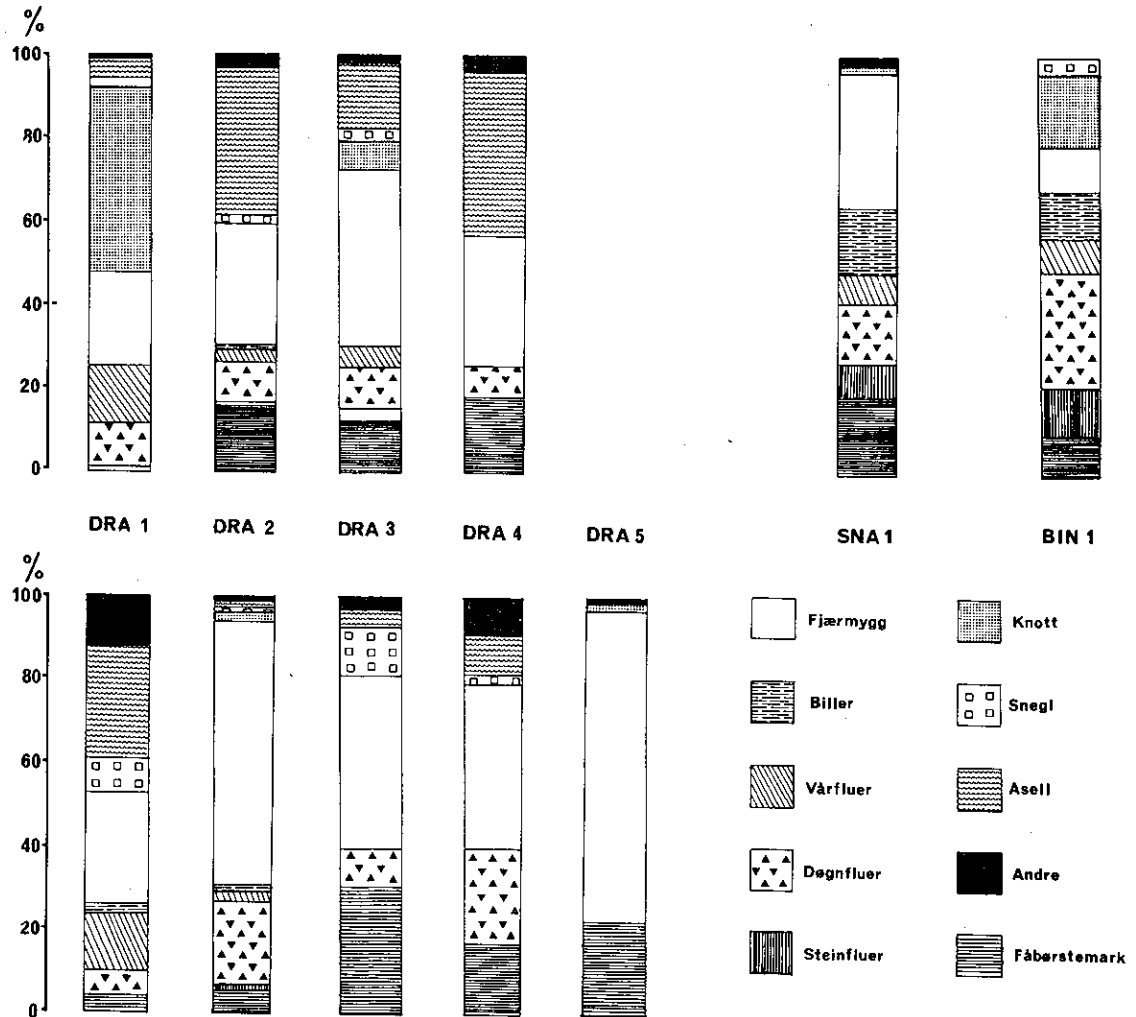 %
100
80
60
40
20
0
DRA 1 DRA 2 DRA 3 DRA 4 DRA 5 SNA 1 BIN 1
%
100
80
60
40
20
0
Fjærmygg Knott
Biller Snegl
Vårfluer Asell
Døgnfluer Andre
Steinfluer Fåbørstemark